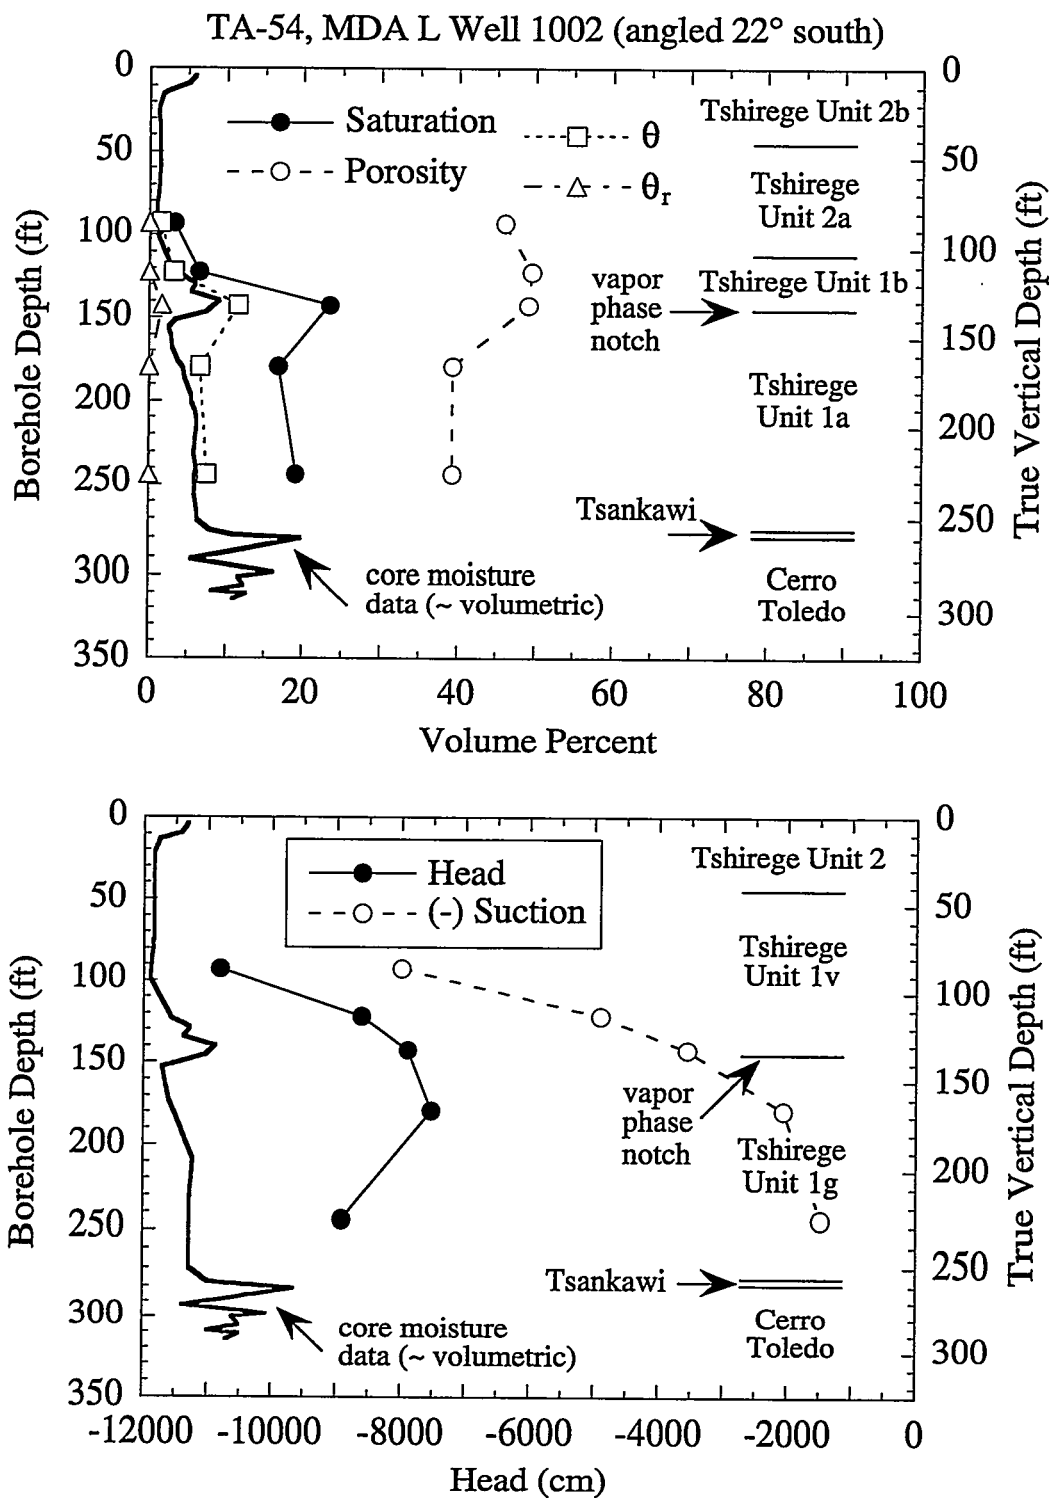 TA-54, MDA L Well 1002 (angled 22° south)
0
50
100
150
200
250
300
350
Borehole Depth (ft)
Saturation
Porosity
θ
θr
Tshirege Unit 2b
Tshirege
Unit 2a
Tshirege Unit 1b
vapor
phase
notch
Tshirege
Unit 1a
Tsankawi
core moisture
data (~ volumetric)
Cerro
Toledo
0
50
100
150
200
250
300
True Vertical Depth (ft)
0 20 40 60 80 100
Volume Percent
0
50
100
150
200
250
300
350
Borehole Depth (ft)
Head
(-) Suction
Tshirege Unit 2
Tshirege
Unit 1v
vapor
phase
notch
Tshirege
Unit 1g
Tsankawi
core moisture
data (~ volumetric)
Cerro
Toledo
0
50
100
150
200
250
300
True Vertical Depth (ft)
-12000 -10000 -8000 -6000 -4000 -2000 0
Head (cm)